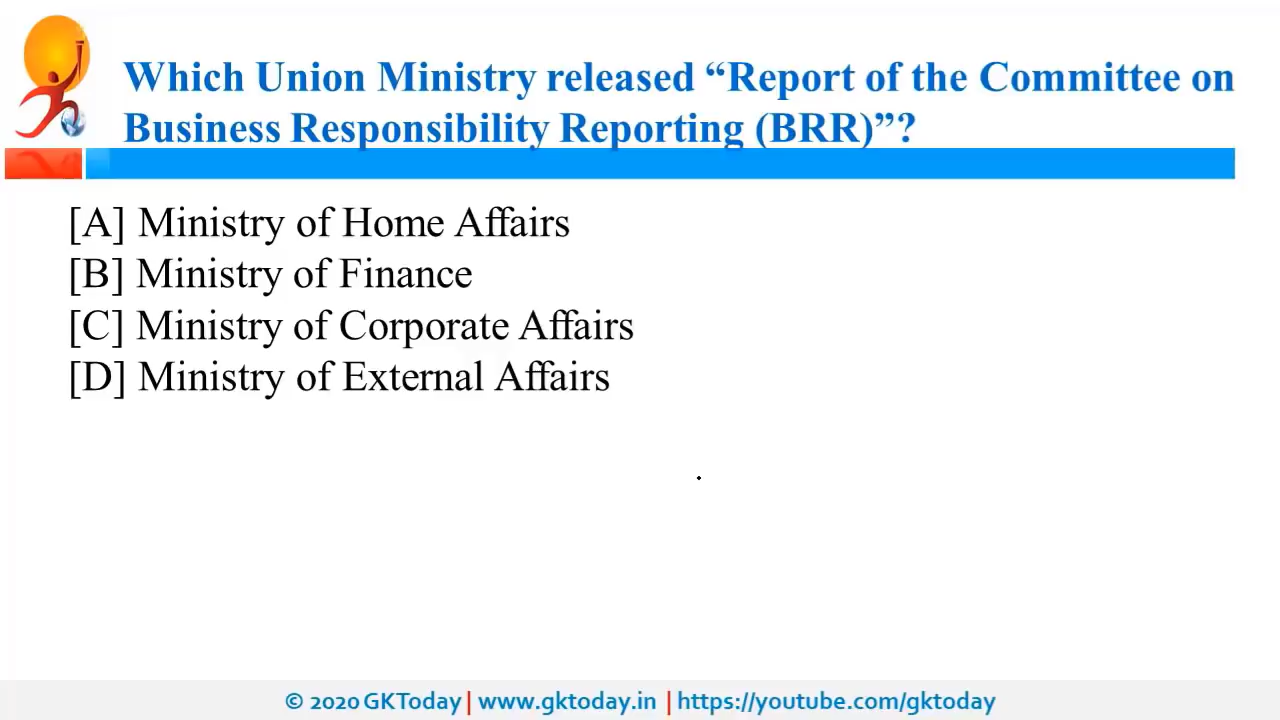 Which Union Ministry released “Report of the Committee on
Business Responsibility Reporting (BRR)”?
[A] Ministry of Home Affairs
[B] Ministry of Finance
[C] Ministry of Corporate Affairs
[D] Ministry of External Affairs
© 2020 GKToday | www.gktoday.in | https://youtube.com/gktoday